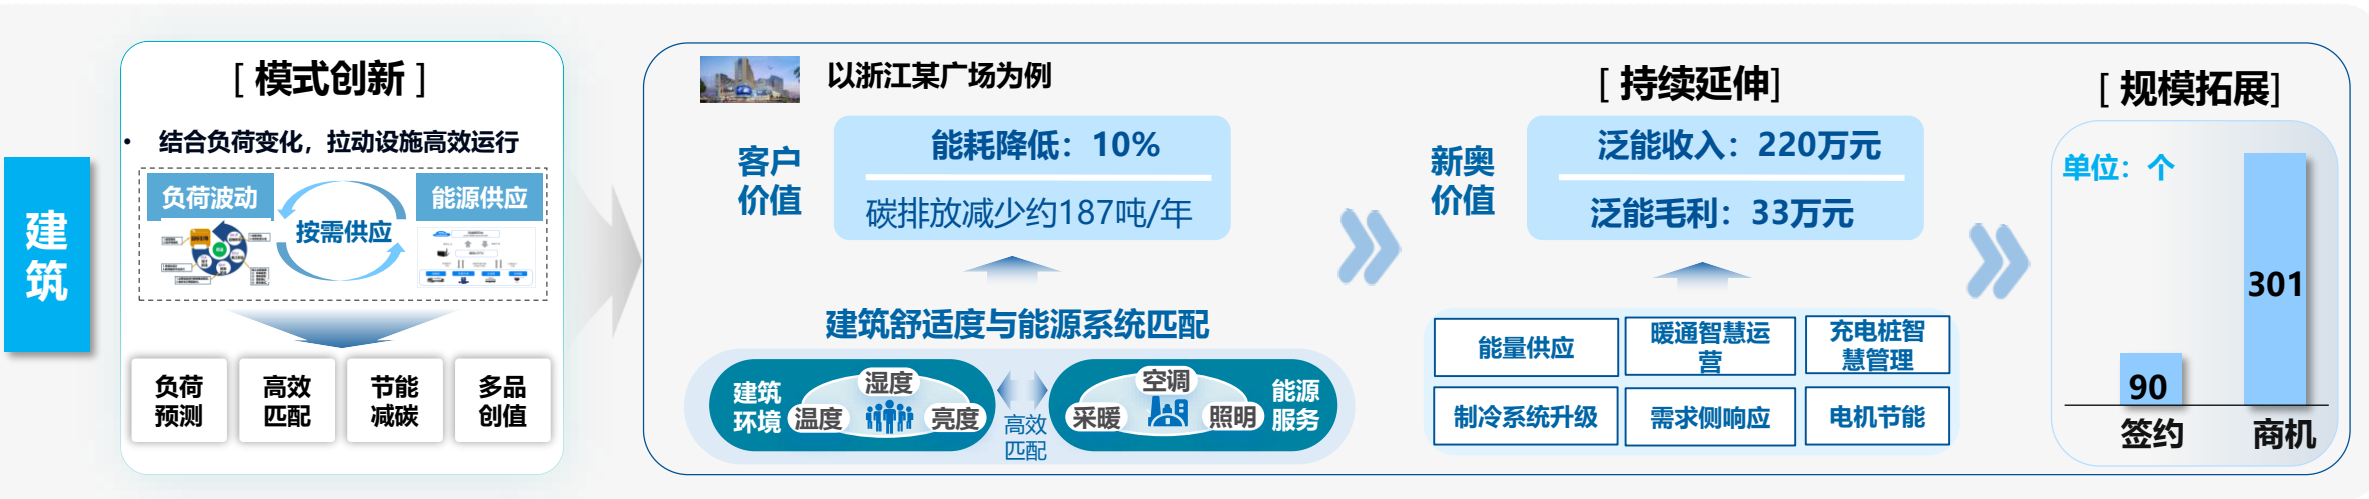 建
筑
[ 模式创新 ]
• 结合负荷变化，拉动设施高效运行
负荷波动
按需供应
能源供应
负荷
预测
高效
匹配
节能
减碳
多品
创值
以浙江某广场为例
客户
价值
能耗降低：10%
碳排放减少约187吨/年
建筑舒适度与能源系统匹配
建筑
环境
湿度
温度
亮度
高效
匹配
空调
采暖
照明
能源
服务
[ 持续延伸]
新奥
价值
泛能收入：220万元
泛能毛利：33万元
能量供应
暖通智慧运
营
充电桩智
慧管理
制冷系统升级
需求侧响应
电机节能
[ 规模拓展]
单位：个
90
301
签约
商机